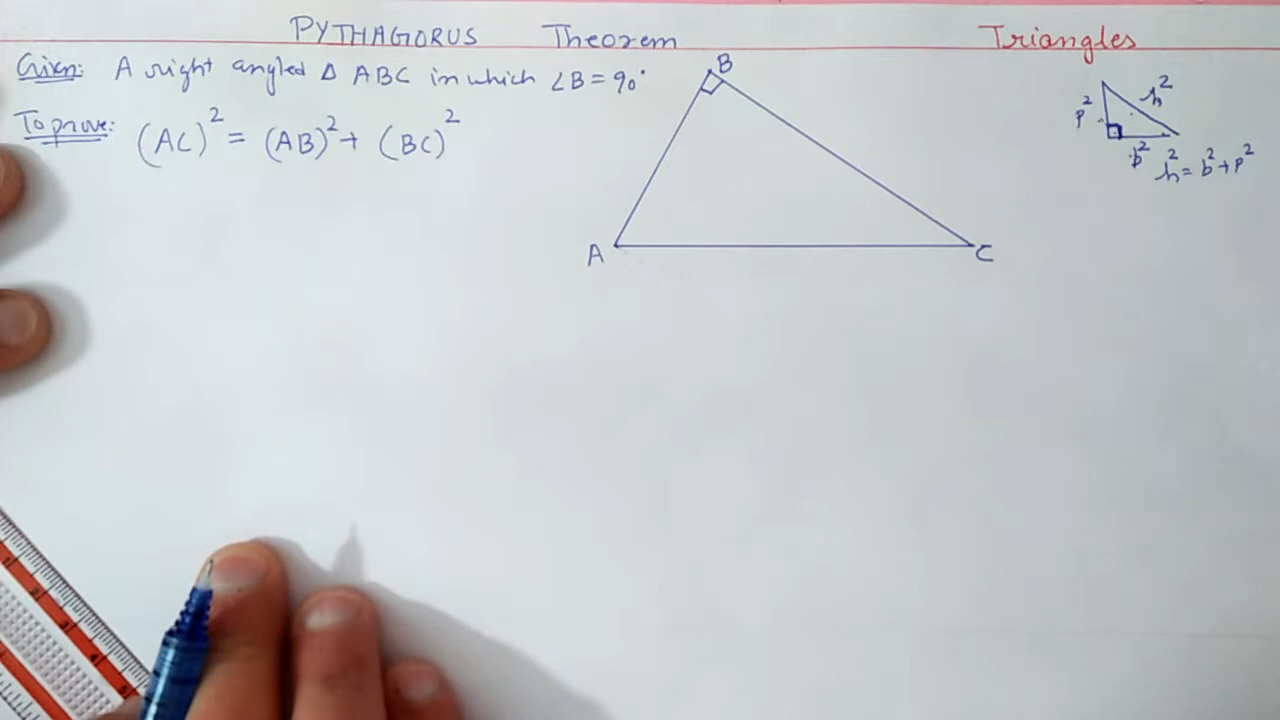 PYTHAGORUS Theorem
Triangles
Given: A right angled Δ ABC in which ∠B = 90°
To prove: (AC)² = (AB)² + (BC)²
B
A
C
p²
h²
b²
h² = b² + p²